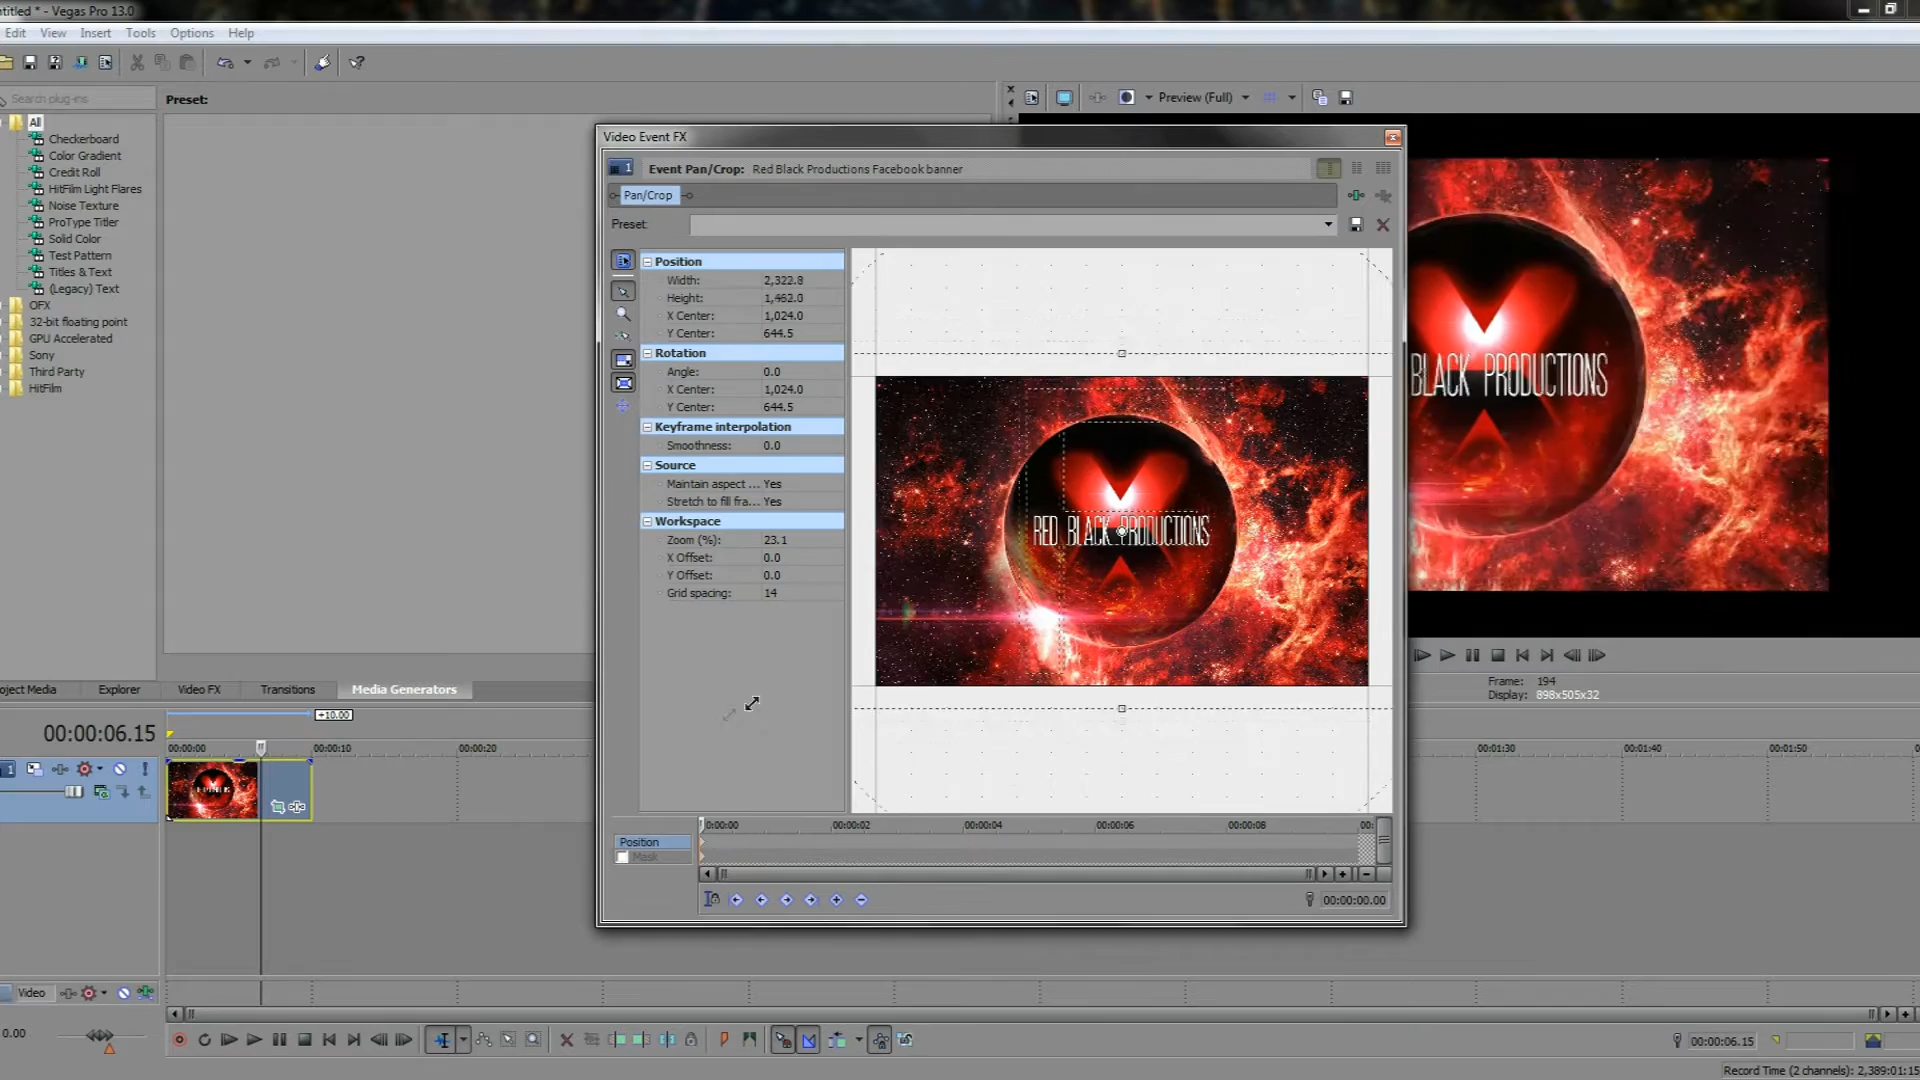 ntitled * - Vegas Pro 13.0
Edit View Insert Tools Options Help
Search plug-ins
Preset:
Preview (Full)
All
Checkerboard
Color Gradient
Credit Roll
HitFilm Light Flares
Noise Texture
ProType Titler
Solid Color
Test Pattern
Titles & Text
(Legacy) Text
OFX
32-bit floating point
GPU Accelerated
Sony
Third Party
HitFilm
Video Event FX
1 Event Pan/Crop: Red Black Productions Facebook banner
Pan/Crop
Preset:
Position
Width: 2,322.8
Height: 1,462.0
X Center: 1,024.0
Y Center: 644.5
Rotation
Angle: 0.0
X Center: 1,024.0
Y Center: 644.5
Keyframe interpolation
Smoothness: 0.0
Source
Maintain aspect ... Yes
Stretch to fill fra... Yes
Workspace
Zoom (%): 23.1
X Offset: 0.0
Y Offset: 0.0
Grid spacing: 14
RED BLACK PRODUCTIONS
BLACK PRODUCTIONS
0:00:00 00:00:02 00:00:04 00:00:06 00:00:08 00:
Position
Mask
00:00:00.00
Frame: 194
Display: 898x505x32
oject Media Explorer Video FX Transitions Media Generators
00:00:06.15
+10.00
00:00:00 00:00:10 00:00:20 00:01:30 00:01:40 00:01:50
1
Video
0.00
00:00:06.15
Record Time (2 channels): 2,389:01:15